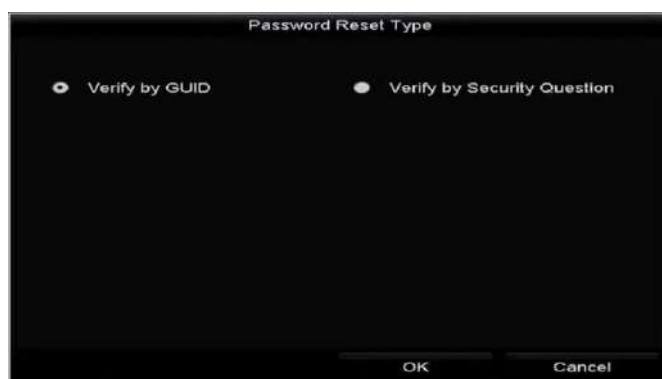 Password Reset Type
Verify by GUID
Verify by Security Question
OK
Cancel